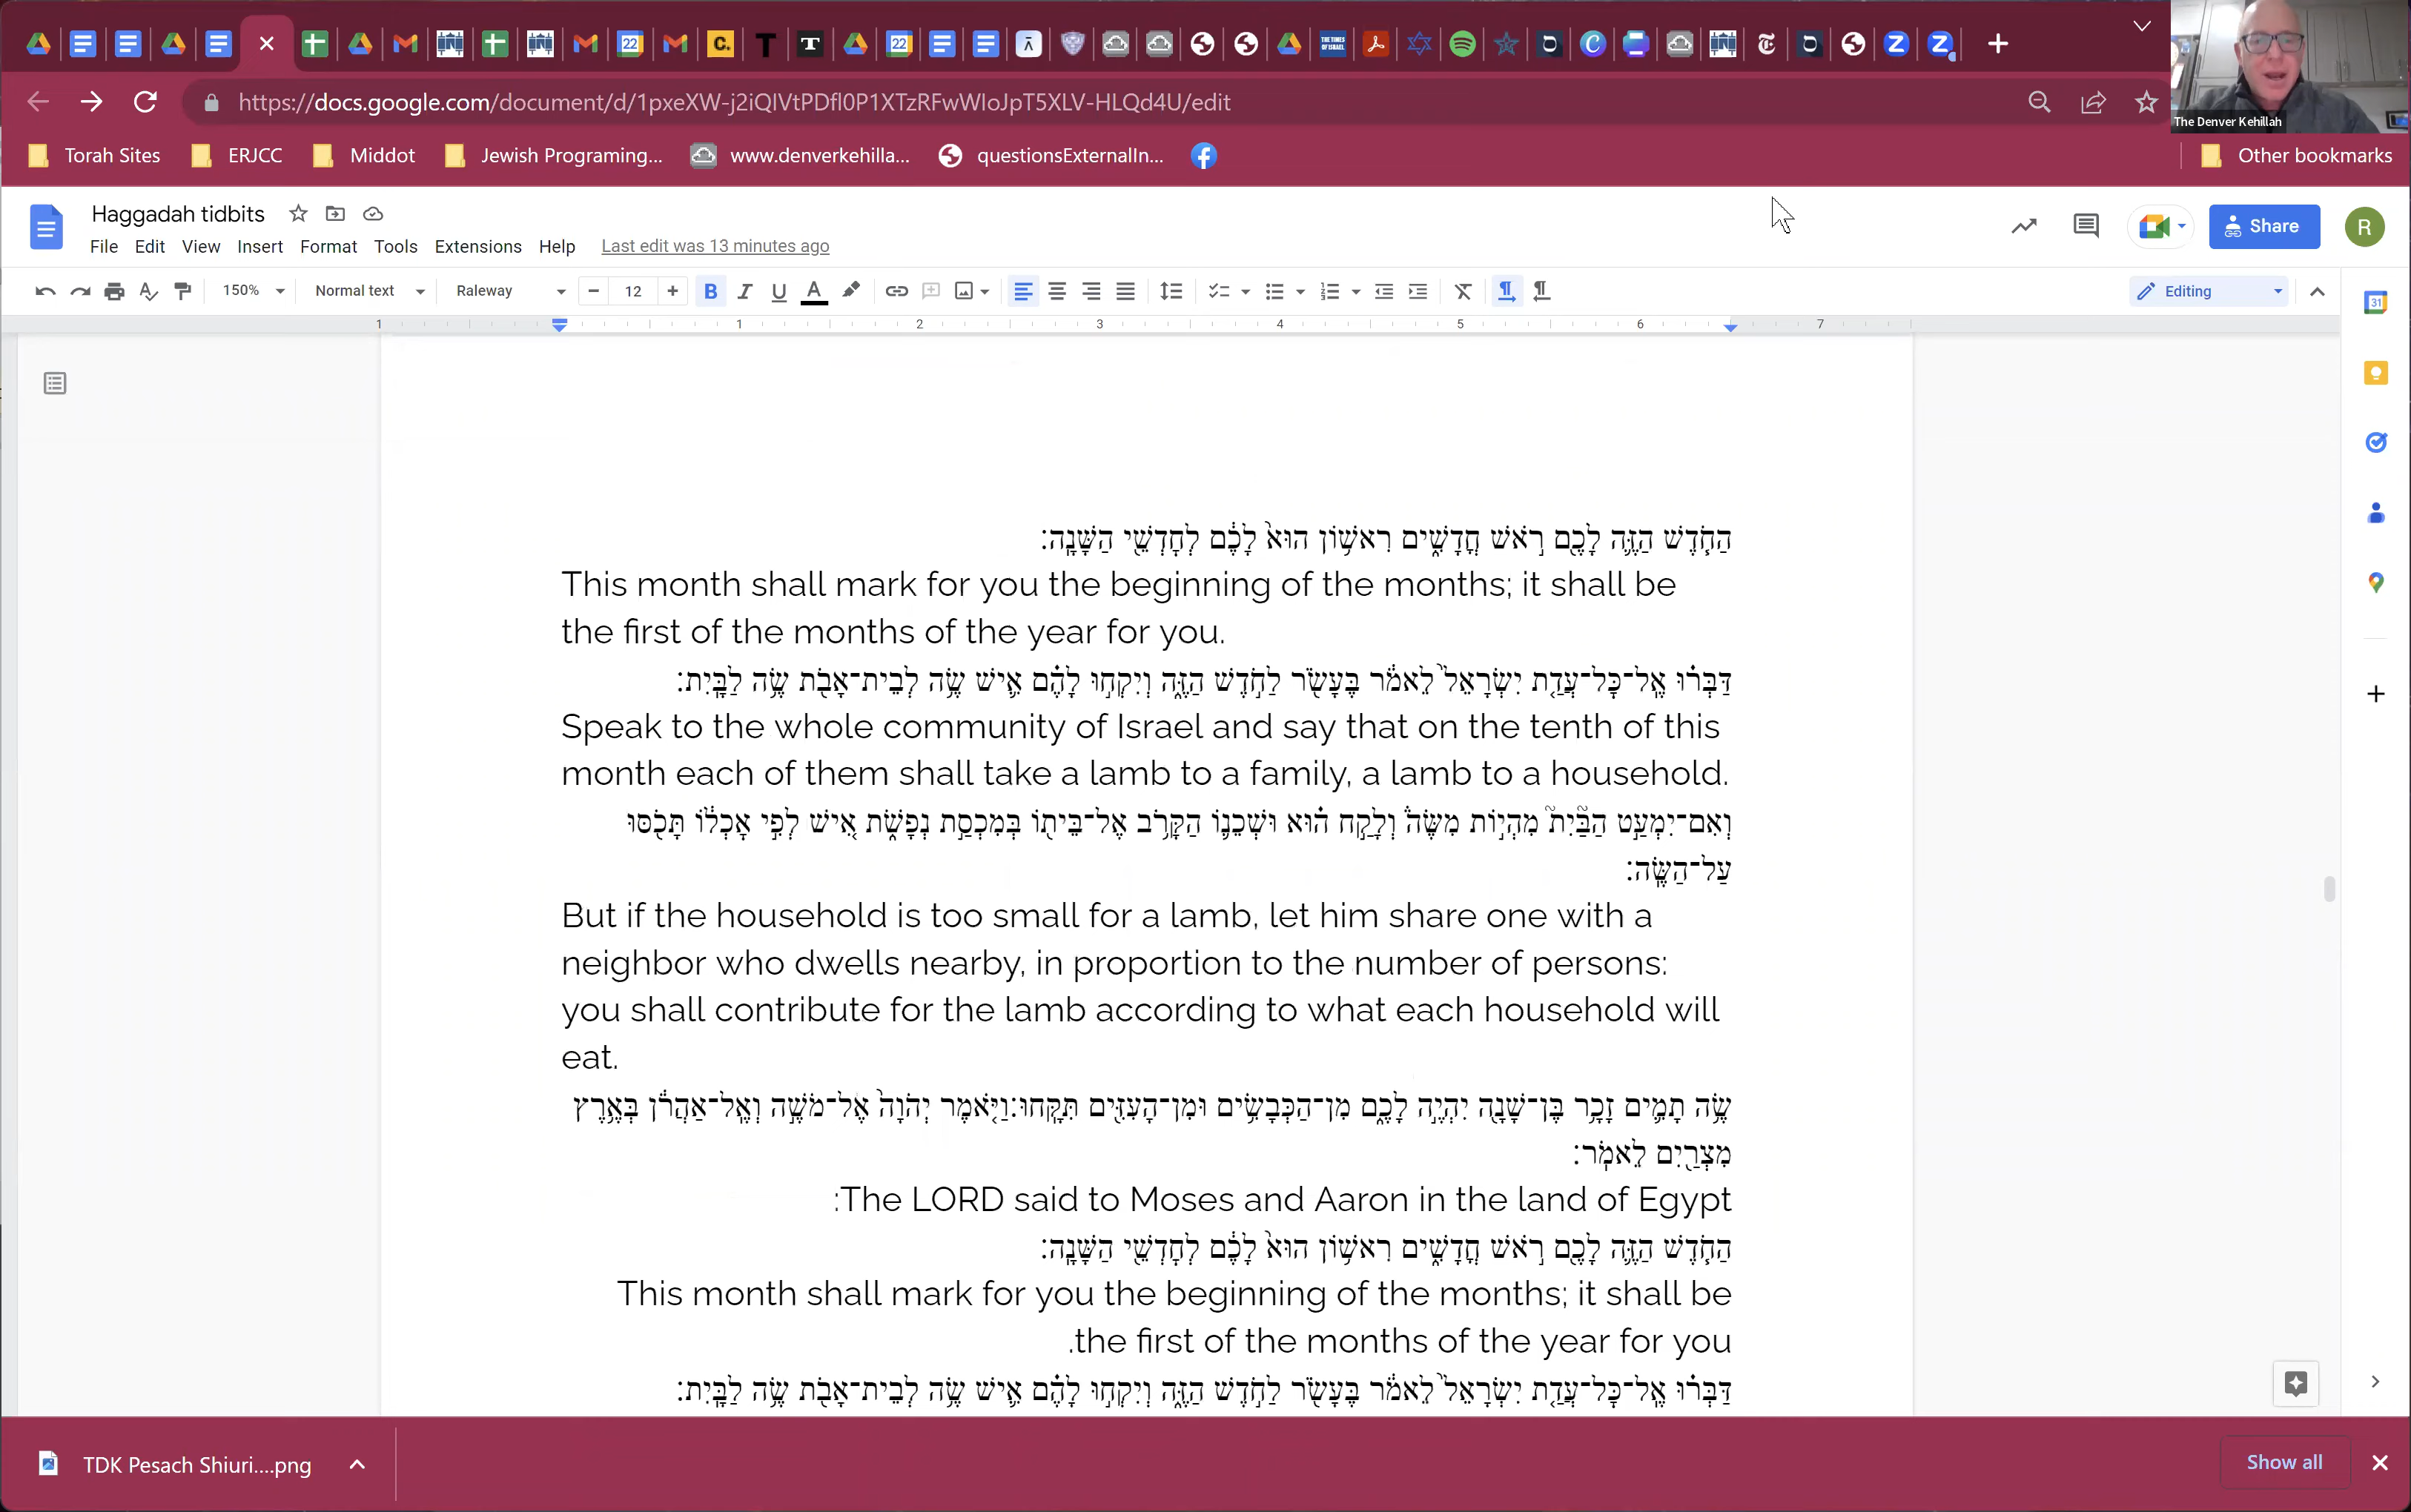 https://docs.google.com/document/d/1pxeXW-j2iQIVtPDfl0P1XTzRFwWIoJpT5XLV-HLQd4U/edit
The Denver Kehillah
Torah Sites
ERJCC
Middot
Jewish Programing...
www.denverkehilla...
questionsExternalIn...
Other bookmarks
Haggadah tidbits
File Edit View Insert Format Tools Extensions Help Last edit was 13 minutes ago
Share
R
150% Normal text Raleway 12
Editing
1 1 2 3 4 5 6 7
הַחֹ֧דֶשׁ הַזֶּ֛ה לָכֶ֖ם רֹ֣אשׁ חֳדָשִׁ֑ים רִאשׁ֥וֹן הוּא֙ לָכֶ֔ם לְחׇדְשֵׁ֖י הַשָּׁנָֽה׃
This month shall mark for you the beginning of the months; it shall be
the first of the months of the year for you.
דַּבְּר֗וּ אֶֽל־כׇּל־עֲדַ֤ת יִשְׂרָאֵל֙ לֵאמֹ֔ר בֶּעָשֹׂ֖ר לַחֹ֣דֶשׁ הַזֶּ֑ה וְיִקְח֣וּ לָהֶ֗ם אִ֛ישׁ שֶׂ֥ה לְבֵית־אָבֹ֖ת שֶׂ֥ה לַבָּֽיִת׃
Speak to the whole community of Israel and say that on the tenth of this
month each of them shall take a lamb to a family, a lamb to a household.
וְאִם־יִמְעַ֣ט הַבַּ֘יִת֮ מִהְי֣וֹת מִשֶּׂה֒ וְלָקַ֣ח ה֗וּא וּשְׁכֵנ֛וֹ הַקָּרֹ֥ב אֶל־בֵּית֖וֹ בְּמִכְסַ֣ת נְפָשֹׁ֑ת אִ֚ישׁ לְפִ֣י אׇכְל֔וֹ תָּכֹ֖סּוּ
עַל־הַשֶּֽׂה׃
But if the household is too small for a lamb, let him share one with a
neighbor who dwells nearby, in proportion to the number of persons:
you shall contribute for the lamb according to what each household will
eat.
שֶׂ֥ה תָמִ֛ים זָכָ֥ר בֶּן־שָׁנָ֖ה יִהְיֶ֣ה לָכֶ֑ם מִן־הַכְּבָשִׂ֥ים וּמִן־הָעִזִּ֖ים תִּקָּֽחוּ׃וַיֹּ֤אמֶר יְהֹוָה֙ אֶל־מֹשֶׁ֣ה וְאֶֽל־אַהֲרֹ֔ן בְּאֶ֥רֶץ
מִצְרַ֖יִם לֵאמֹֽר׃
:The LORD said to Moses and Aaron in the land of Egypt
הַחֹ֧דֶשׁ הַזֶּ֛ה לָכֶ֖ם רֹ֣אשׁ חֳדָשִׁ֑ים רִאשׁ֥וֹן הוּא֙ לָכֶ֔ם לְחׇדְשֵׁ֖י הַשָּׁנָֽה׃
This month shall mark for you the beginning of the months; it shall be
.the first of the months of the year for you
דַּבְּר֗וּ אֶֽל־כׇּל־עֲדַ֤ת יִשְׂרָאֵל֙ לֵאמֹ֔ר בֶּעָשֹׂ֖ר לַחֹ֣דֶשׁ הַזֶּ֑ה וְיִקְח֣וּ לָהֶ֗ם אִ֛ישׁ שֶׂ֥ה לְבֵית־אָבֹ֖ת שֶׂ֥ה לַבָּֽיִת׃
TDK Pesach Shiuri....png
Show all